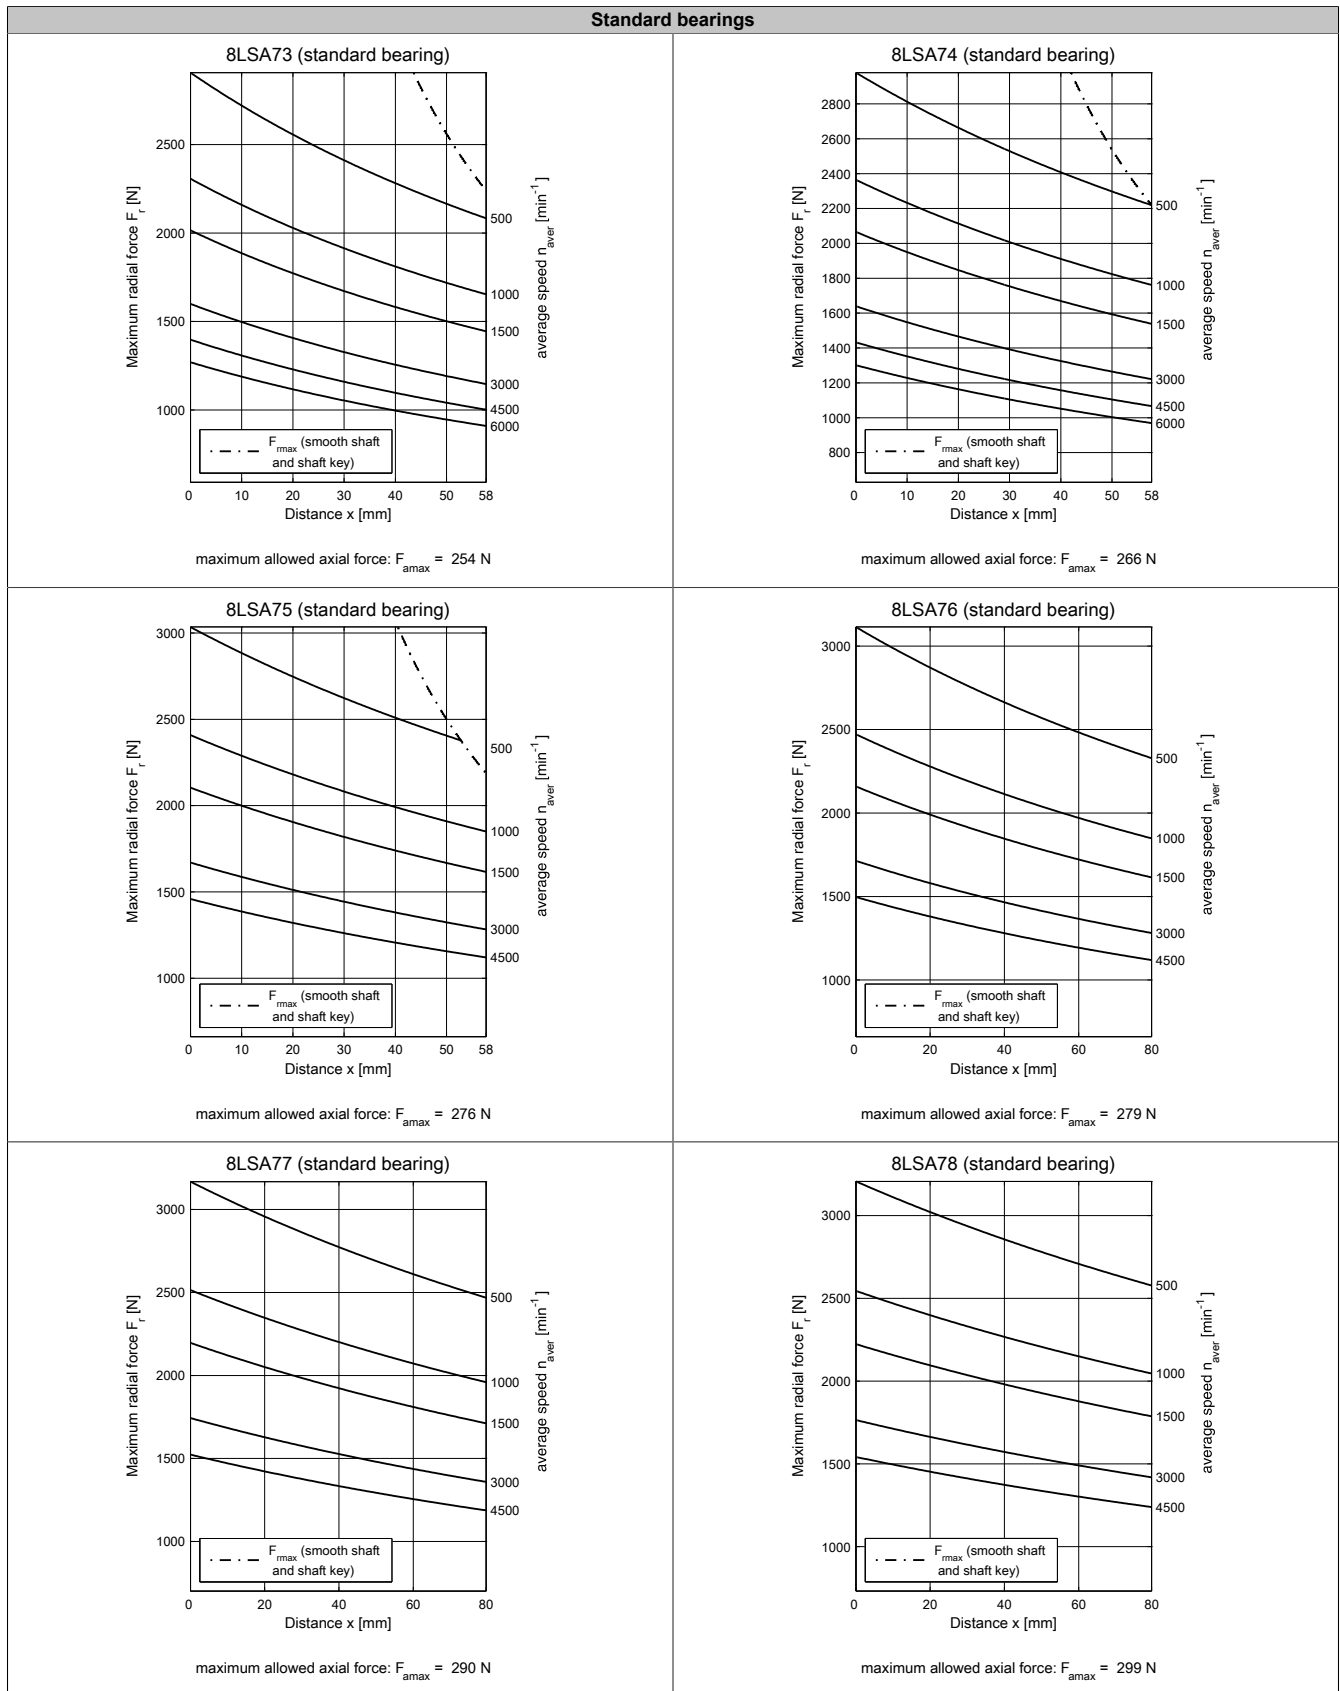 Standard bearings
8LSA73 (standard bearing)
Maximum radial force F_r [N]
2500
2000
1500
1000
500
1000
1500
3000
4500
6000
average speed n_aver [min^-1]
F_rmax (smooth shaft
and shaft key)
0 10 20 30 40 50 58
Distance x [mm]
maximum allowed axial force: F_amax = 254 N
8LSA74 (standard bearing)
Maximum radial force F_r [N]
2800
2600
2400
2200
2000
1800
1600
1400
1200
1000
800
500
1000
1500
3000
4500
6000
average speed n_aver [min^-1]
F_rmax (smooth shaft
and shaft key)
0 10 20 30 40 50 58
Distance x [mm]
maximum allowed axial force: F_amax = 266 N
8LSA75 (standard bearing)
Maximum radial force F_r [N]
3000
2500
2000
1500
1000
500
1000
1500
3000
4500
average speed n_aver [min^-1]
F_rmax (smooth shaft
and shaft key)
0 10 20 30 40 50 58
Distance x [mm]
maximum allowed axial force: F_amax = 276 N
8LSA76 (standard bearing)
Maximum radial force F_r [N]
3000
2500
2000
1500
1000
500
1000
1500
3000
4500
average speed n_aver [min^-1]
F_rmax (smooth shaft
and shaft key)
0 20 40 60 80
Distance x [mm]
maximum allowed axial force: F_amax = 279 N
8LSA77 (standard bearing)
Maximum radial force F_r [N]
3000
2500
2000
1500
1000
500
1000
1500
3000
4500
average speed n_aver [min^-1]
F_rmax (smooth shaft
and shaft key)
0 20 40 60 80
Distance x [mm]
maximum allowed axial force: F_amax = 290 N
8LSA78 (standard bearing)
Maximum radial force F_r [N]
3000
2500
2000
1500
1000
500
1000
1500
3000
4500
average speed n_aver [min^-1]
F_rmax (smooth shaft
and shaft key)
0 20 40 60 80
Distance x [mm]
maximum allowed axial force: F_amax = 299 N